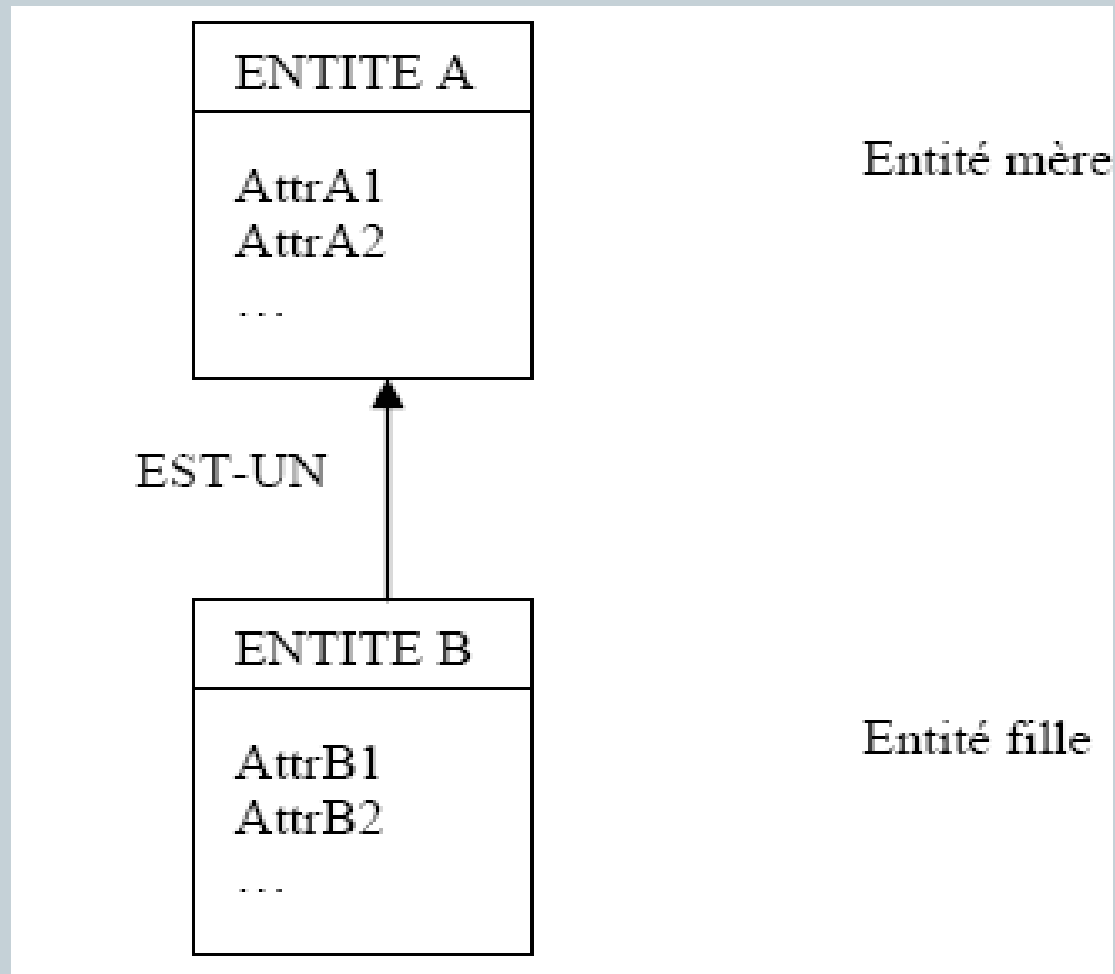 ENTITE A
Entité mère
AttrA1
AttrA2
...
EST-UN
ENTITE B
Entité fille
AttrB1
AttrB2
...